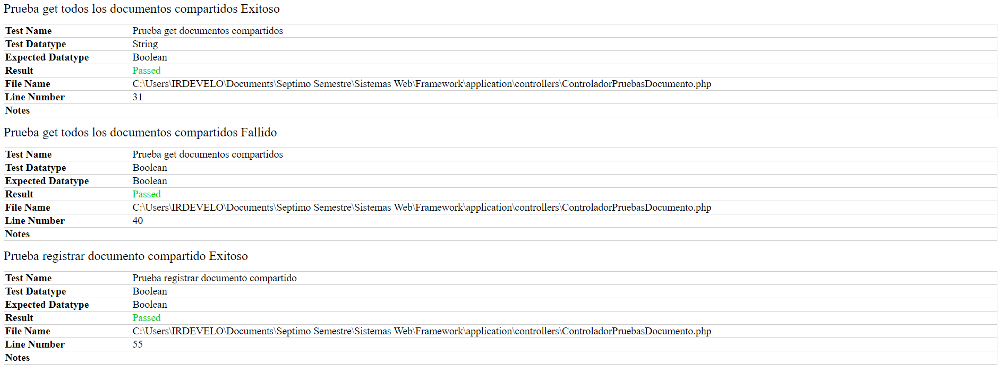 Prueba get todos los documentos compartidos Exitoso
Test Name Prueba get documentos compartidos
Test Datatype String
Expected Datatype Boolean
Result Passed
File Name C:\Users\IRDEVELO\Documents\Septimo Semestre\Sistemas Web\Framework\application\controllers\ControladorPruebasDocumento.php
Line Number 31
Notes
Prueba get todos los documentos compartidos Fallido
Test Name Prueba get documentos compartidos
Test Datatype Boolean
Expected Datatype Boolean
Result Passed
File Name C:\Users\IRDEVELO\Documents\Septimo Semestre\Sistemas Web\Framework\application\controllers\ControladorPruebasDocumento.php
Line Number 40
Notes
Prueba registrar documento compartido Exitoso
Test Name Prueba registrar documento compartido
Test Datatype Boolean
Expected Datatype Boolean
Result Passed
File Name C:\Users\IRDEVELO\Documents\Septimo Semestre\Sistemas Web\Framework\application\controllers\ControladorPruebasDocumento.php
Line Number 55
Notes